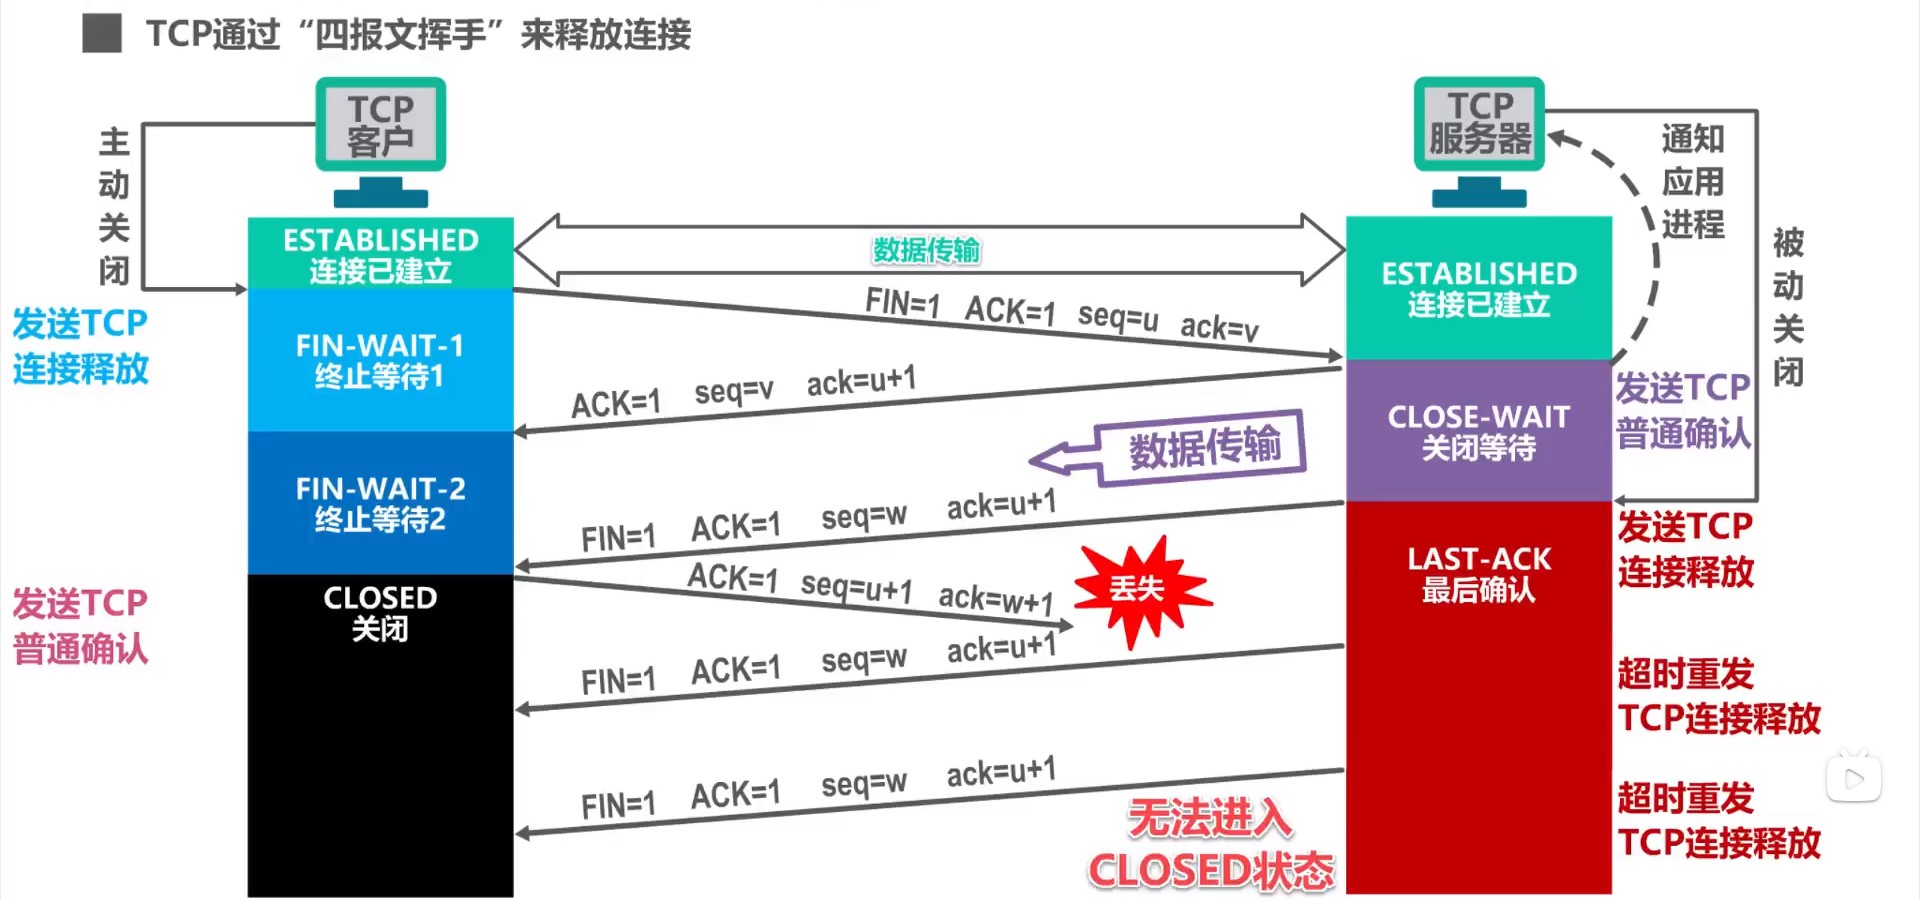 TCP通过“四报文挥手”来释放连接
TCP
客户
TCP
服务器
主动关闭
通知
应用
进程
被动关闭
ESTABLISHED
连接已建立
数据传输
ESTABLISHED
连接已建立
FIN=1 ACK=1 seq=u ack=v
发送TCP
连接释放
FIN-WAIT-1
终止等待1
ACK=1 seq=v ack=u+1
CLOSE-WAIT
关闭等待
发送TCP
普通确认
数据传输
FIN-WAIT-2
终止等待2
FIN=1 ACK=1 seq=w ack=u+1
LAST-ACK
最后确认
发送TCP
连接释放
ACK=1 seq=u+1 ack=w+1
丢失
发送TCP
普通确认
CLOSED
关闭
FIN=1 ACK=1 seq=w ack=u+1
超时重发
TCP连接释放
FIN=1 ACK=1 seq=w ack=u+1
超时重发
TCP连接释放
无法进入
CLOSED状态